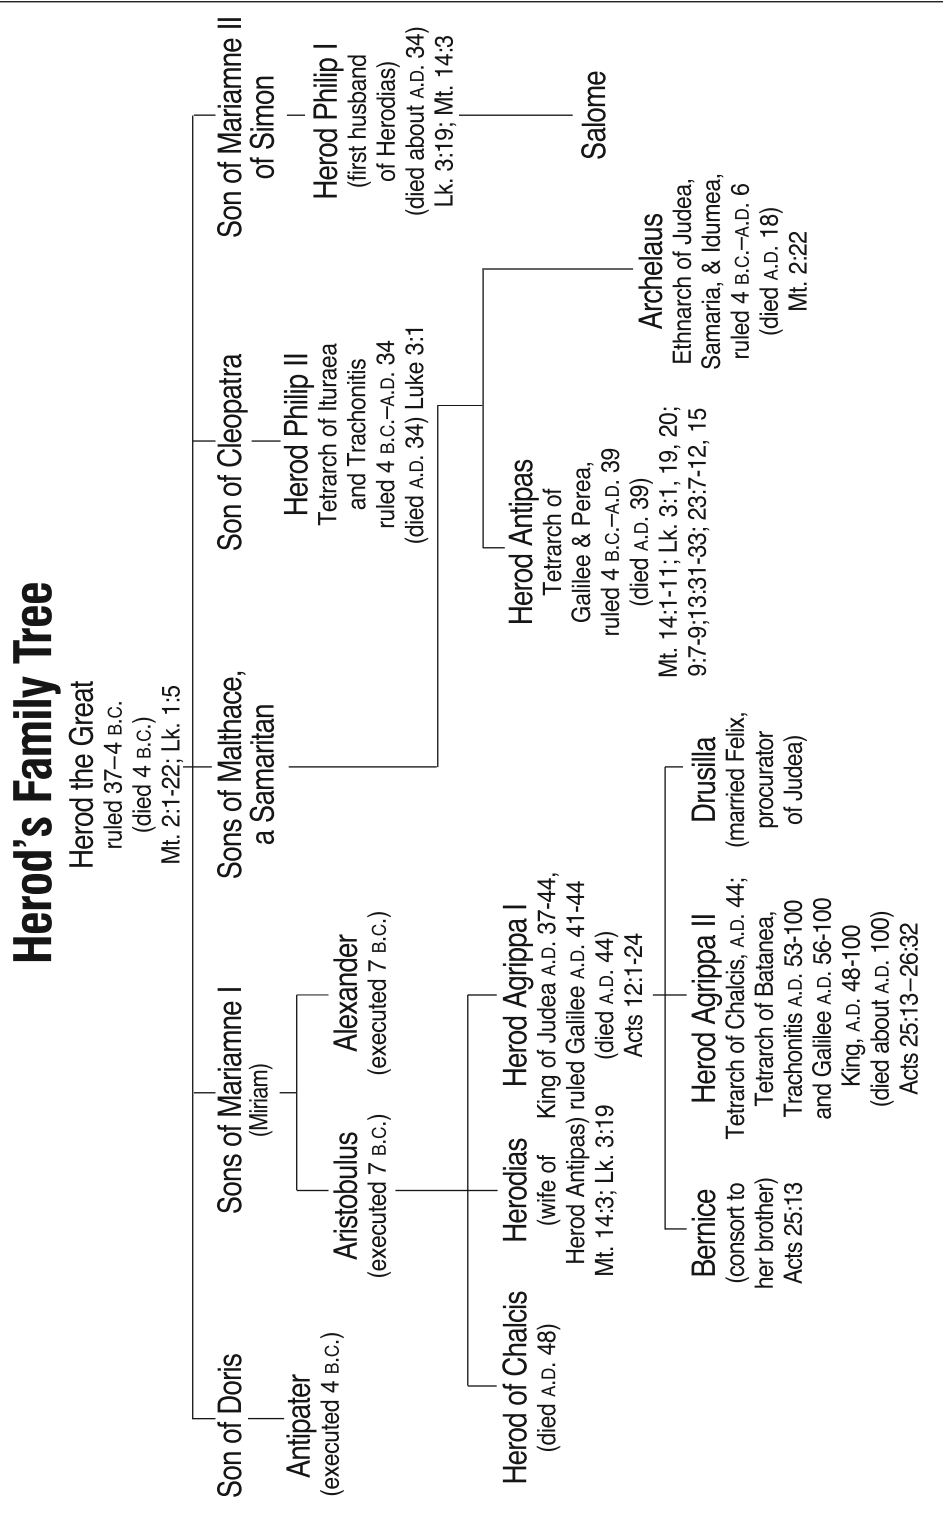 Herod's Family Tree
Herod the Great
ruled 37–4 B.C.
(died 4 B.C.)
Mt. 2:1-22; Lk. 1:5
Son of Doris
Antipater
(executed 4 B.C.)
Sons of Mariamne I
(Miriam)
Aristobulus
(executed 7 B.C.)
Alexander
(executed 7 B.C.)
Sons of Malthace,
a Samaritan
Son of Cleopatra
Herod Philip II
Tetrarch of Ituraea
and Trachonitis
ruled 4 B.C.–A.D. 34
(died A.D. 34) Luke 3:1
Son of Mariamne II
of Simon
Herod Philip I
(first husband
of Herodias)
(died about A.D. 34)
Lk. 3:19; Mt. 14:3
Herod of Chalcis
(died A.D. 48)
Herodias
(wife of
Herod Antipas)
Mt. 14:3; Lk. 3:19
Herod Agrippa I
King of Judea A.D. 37-44,
ruled Galilee A.D. 41-44
(died A.D. 44)
Acts 12:1-24
Herod Antipas
Tetrarch of
Galilee & Perea,
ruled 4 B.C.–A.D. 39
(died A.D. 39)
Mt. 14:1-11; Lk. 3:1, 19, 20;
9:7-9;13:31-33; 23:7-12, 15
Archelaus
Ethnarch of Judea,
Samaria, & Idumea,
ruled 4 B.C.–A.D. 6
(died A.D. 18)
Mt. 2:22
Salome
Bernice
(consort to
her brother)
Acts 25:13
Herod Agrippa II
Tetrarch of Chalcis, A.D. 44;
Tetrarch of Batanea,
Trachonitis A.D. 53-100
and Galilee A.D. 56-100
King, A.D. 48-100
(died about A.D. 100)
Acts 25:13–26:32
Drusilla
(married Felix,
procurator
of Judea)